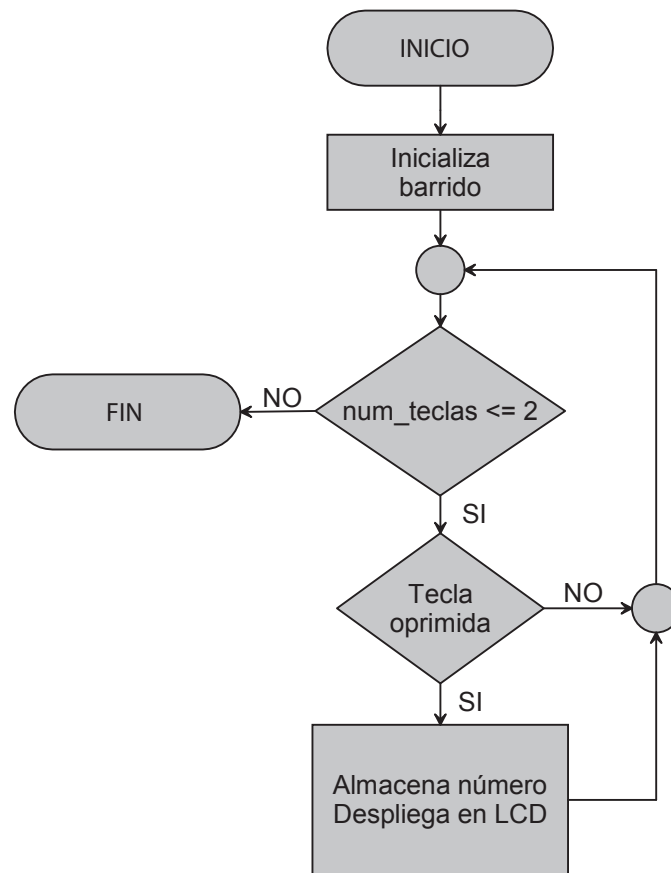 INICIO
Inicializa
barrido
num_teclas <= 2
NO
FIN
SI
Tecla
oprimida
NO
SI
Almacena número
Despliega en LCD